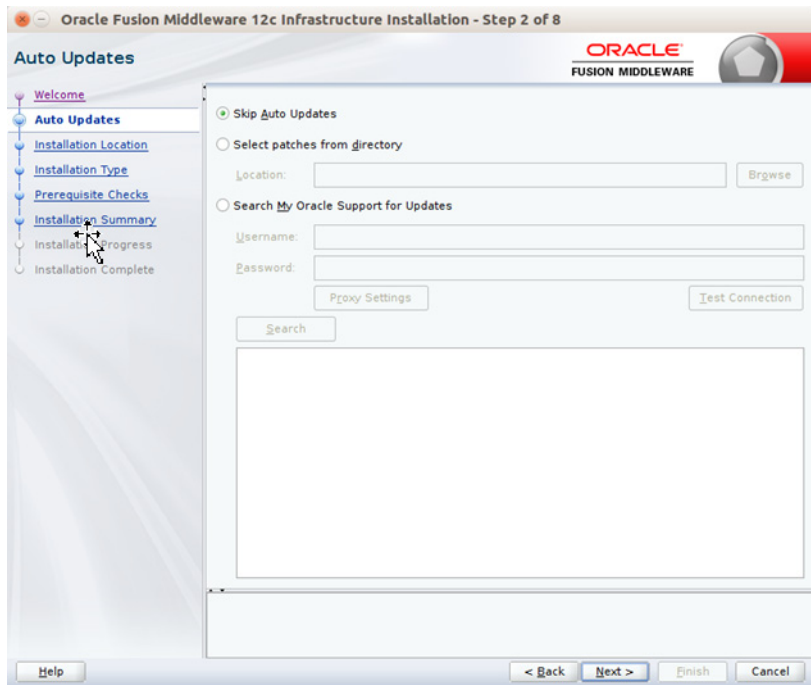 Oracle Fusion Middleware 12c Infrastructure Installation - Step 2 of 8
Auto Updates
ORACLE
FUSION MIDDLEWARE
Welcome
Auto Updates
Installation Location
Installation Type
Prerequisite Checks
Installation Summary
Installation Progress
Installation Complete
Skip Auto Updates
Select patches from directory
Location:
Browse
Search My Oracle Support for Updates
Username:
Password:
Proxy Settings
Test Connection
Search
Help
< Back
Next >
Finish
Cancel